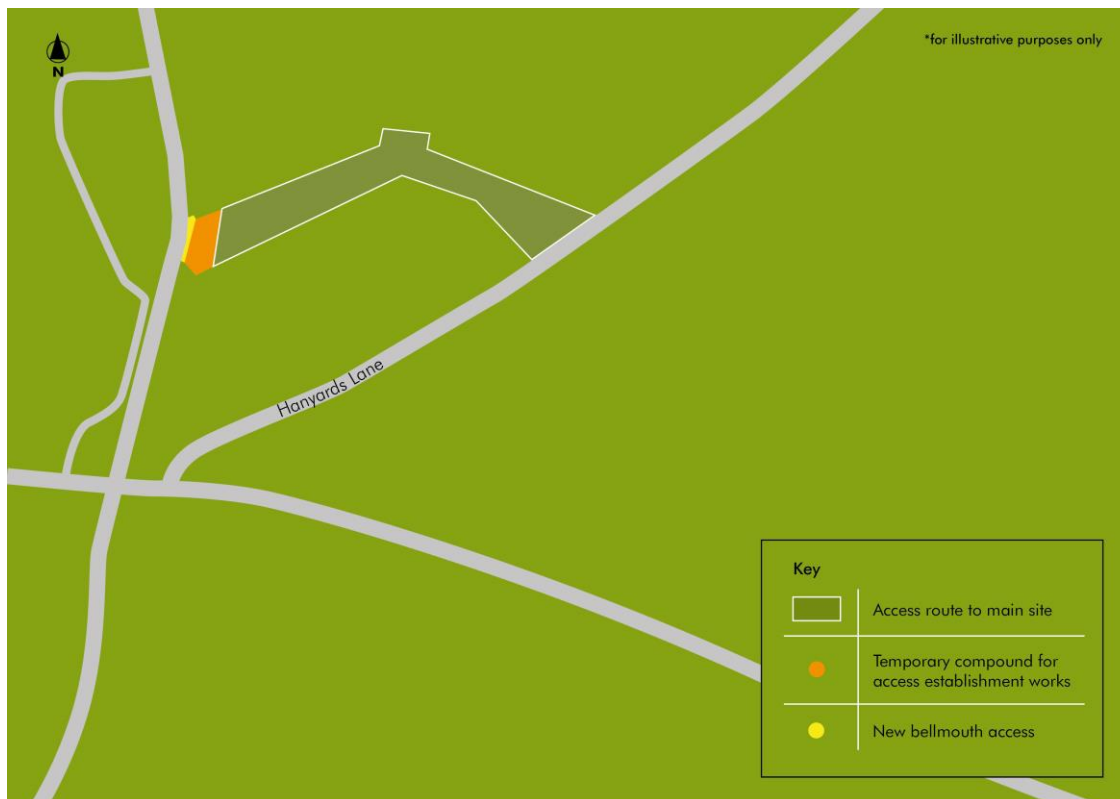 *for illustrative purposes only
N
Hanyards Lane
Key
Access route to main site
Temporary compound for
access establishment works
New bellmouth access